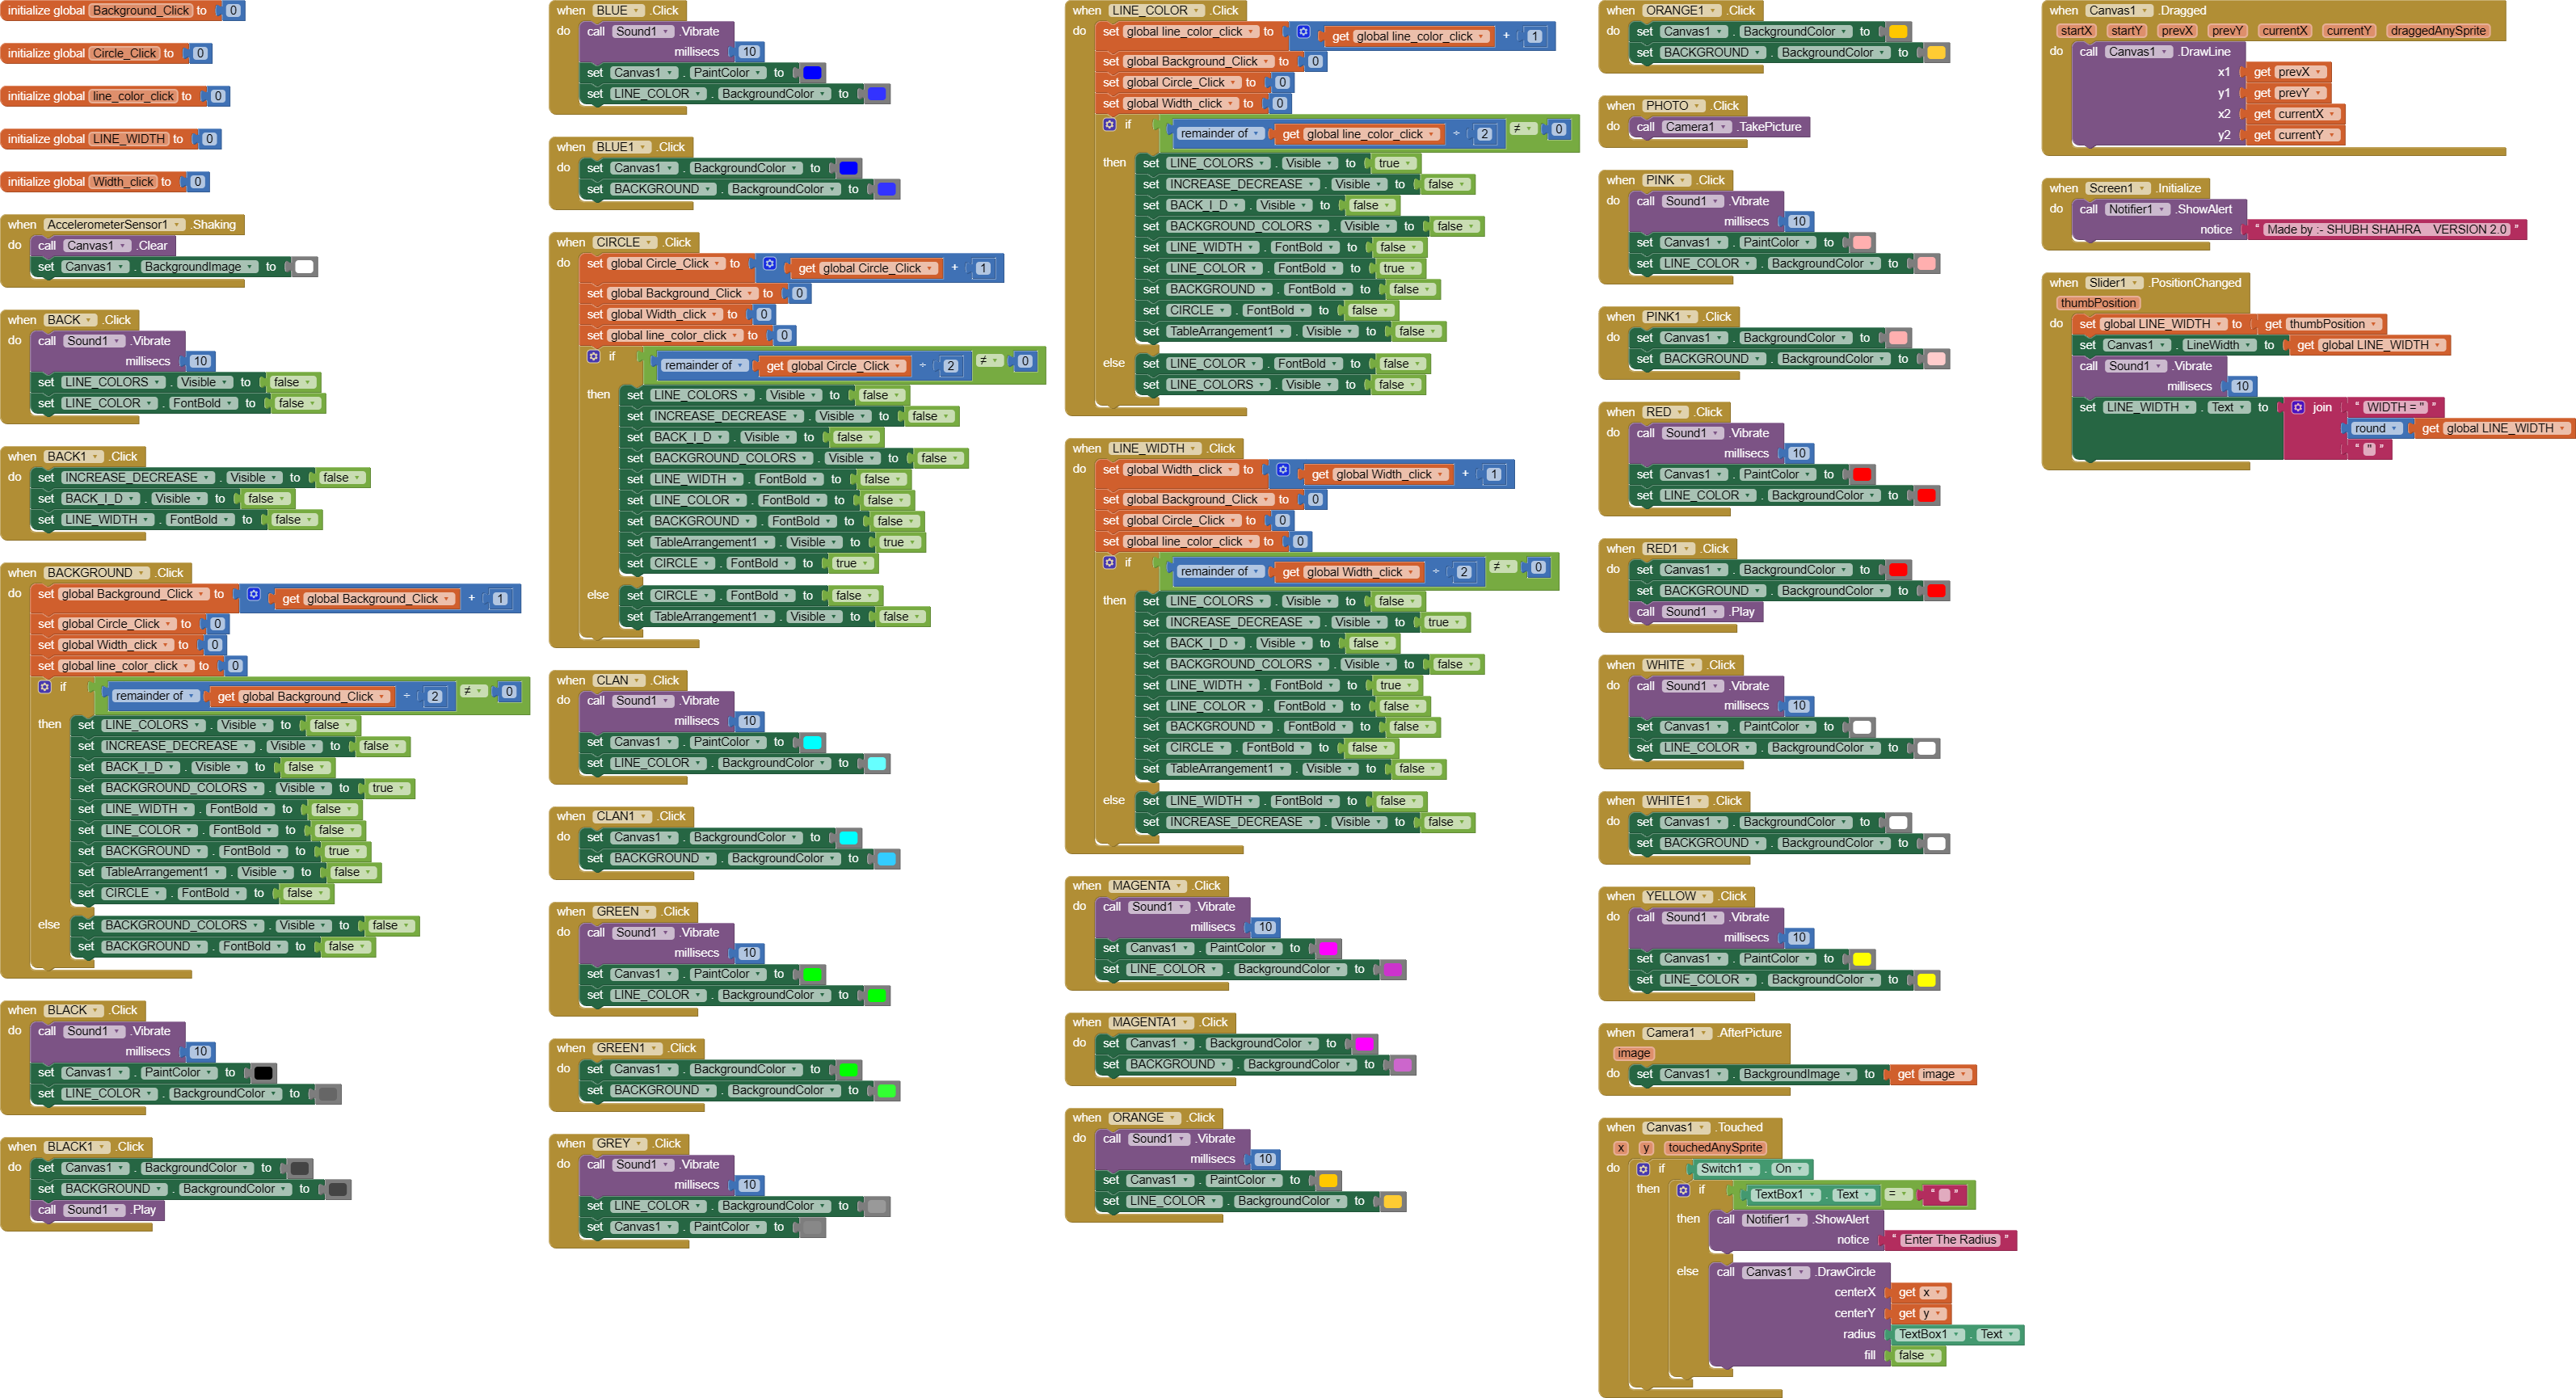 initialize global Background_Click to 0
initialize global Circle_Click to 0
initialize global line_color_click to 0
initialize global LINE_WIDTH to 0
initialize global Width_click to 0
when AccelerometerSensor1 .Shaking
do call Canvas1 .Clear
set Canvas1 . BackgroundImage to
when BACK .Click
do call Sound1 .Vibrate
millisecs 10
set LINE_COLORS . Visible to false
set LINE_COLOR . FontBold to false
when BACK1 .Click
do set INCREASE_DECREASE . Visible to false
set BACK_I_D . Visible to false
set LINE_WIDTH . FontBold to false
when BACKGROUND .Click
do set global Background_Click to get global Background_Click + 1
set global Circle_Click to 0
set global Width_click to 0
set global line_color_click to 0
if remainder of get global Background_Click ÷ 2 ≠ 0
then set LINE_COLORS . Visible to false
set INCREASE_DECREASE . Visible to false
set BACK_I_D . Visible to false
set BACKGROUND_COLORS . Visible to true
set LINE_WIDTH . FontBold to false
set LINE_COLOR . FontBold to false
set BACKGROUND . FontBold to true
set TableArrangement1 . Visible to false
set CIRCLE . FontBold to false
else set BACKGROUND_COLORS . Visible to false
set BACKGROUND . FontBold to false
when BLACK .Click
do call Sound1 .Vibrate
millisecs 10
set Canvas1 . PaintColor to
set LINE_COLOR . BackgroundColor to
when BLACK1 .Click
do set Canvas1 . BackgroundColor to
set BACKGROUND . BackgroundColor to
call Sound1 .Play
when BLUE .Click
do call Sound1 .Vibrate
millisecs 10
set Canvas1 . PaintColor to
set LINE_COLOR . BackgroundColor to
when BLUE1 .Click
do set Canvas1 . BackgroundColor to
set BACKGROUND . BackgroundColor to
when CIRCLE .Click
do set global Circle_Click to get global Circle_Click + 1
set global Background_Click to 0
set global Width_click to 0
set global line_color_click to 0
if remainder of get global Circle_Click ÷ 2 ≠ 0
then set LINE_COLORS . Visible to false
set INCREASE_DECREASE . Visible to false
set BACK_I_D . Visible to false
set BACKGROUND_COLORS . Visible to false
set LINE_WIDTH . FontBold to false
set LINE_COLOR . FontBold to false
set BACKGROUND . FontBold to false
set TableArrangement1 . Visible to true
set CIRCLE . FontBold to true
else set CIRCLE . FontBold to false
set TableArrangement1 . Visible to false
when CLAN .Click
do call Sound1 .Vibrate
millisecs 10
set Canvas1 . PaintColor to
set LINE_COLOR . BackgroundColor to
when CLAN1 .Click
do set Canvas1 . BackgroundColor to
set BACKGROUND . BackgroundColor to
when GREEN .Click
do call Sound1 .Vibrate
millisecs 10
set Canvas1 . PaintColor to
set LINE_COLOR . BackgroundColor to
when GREEN1 .Click
do set Canvas1 . BackgroundColor to
set BACKGROUND . BackgroundColor to
when GREY .Click
do call Sound1 .Vibrate
millisecs 10
set LINE_COLOR . BackgroundColor to
set Canvas1 . PaintColor to
when LINE_COLOR .Click
do set global line_color_click to get global line_color_click + 1
set global Background_Click to 0
set global Circle_Click to 0
set global Width_click to 0
if remainder of get global line_color_click ÷ 2 ≠ 0
then set LINE_COLORS . Visible to true
set INCREASE_DECREASE . Visible to false
set BACK_I_D . Visible to false
set BACKGROUND_COLORS . Visible to false
set LINE_WIDTH . FontBold to false
set LINE_COLOR . FontBold to true
set BACKGROUND . FontBold to false
set CIRCLE . FontBold to false
set TableArrangement1 . Visible to false
else set LINE_COLOR . FontBold to false
set LINE_COLORS . Visible to false
when LINE_WIDTH .Click
do set global Width_click to get global Width_click + 1
set global Background_Click to 0
set global Circle_Click to 0
set global line_color_click to 0
if remainder of get global Width_click ÷ 2 ≠ 0
then set LINE_COLORS . Visible to false
set INCREASE_DECREASE . Visible to true
set BACK_I_D . Visible to false
set BACKGROUND_COLORS . Visible to false
set LINE_WIDTH . FontBold to true
set LINE_COLOR . FontBold to false
set BACKGROUND . FontBold to false
set CIRCLE . FontBold to false
set TableArrangement1 . Visible to false
else set LINE_WIDTH . FontBold to false
set INCREASE_DECREASE . Visible to false
when MAGENTA .Click
do call Sound1 .Vibrate
millisecs 10
set Canvas1 . PaintColor to
set LINE_COLOR . BackgroundColor to
when MAGENTA1 .Click
do set Canvas1 . BackgroundColor to
set BACKGROUND . BackgroundColor to
when ORANGE .Click
do call Sound1 .Vibrate
millisecs 10
set Canvas1 . PaintColor to
set LINE_COLOR . BackgroundColor to
when ORANGE1 .Click
do set Canvas1 . BackgroundColor to
set BACKGROUND . BackgroundColor to
when PHOTO .Click
do call Camera1 .TakePicture
when PINK .Click
do call Sound1 .Vibrate
millisecs 10
set Canvas1 . PaintColor to
set LINE_COLOR . BackgroundColor to
when PINK1 .Click
do set Canvas1 . BackgroundColor to
set BACKGROUND . BackgroundColor to
when RED .Click
do call Sound1 .Vibrate
millisecs 10
set Canvas1 . PaintColor to
set LINE_COLOR . BackgroundColor to
when RED1 .Click
do set Canvas1 . BackgroundColor to
set BACKGROUND . BackgroundColor to
call Sound1 .Play
when WHITE .Click
do call Sound1 .Vibrate
millisecs 10
set Canvas1 . PaintColor to
set LINE_COLOR . BackgroundColor to
when WHITE1 .Click
do set Canvas1 . BackgroundColor to
set BACKGROUND . BackgroundColor to
when YELLOW .Click
do call Sound1 .Vibrate
millisecs 10
set Canvas1 . PaintColor to
set LINE_COLOR . BackgroundColor to
when Camera1 .AfterPicture
image
do set Canvas1 . BackgroundImage to get image
when Canvas1 .Touched
x y touchedAnySprite
do if Switch1 . On
then if TextBox1 . Text = " "
then call Notifier1 .ShowAlert
notice " Enter The Radius "
else call Canvas1 .DrawCircle
centerX get x
centerY get y
radius TextBox1 . Text
fill false
when Canvas1 .Dragged
startX startY prevX prevY currentX currentY draggedAnySprite
do call Canvas1 .DrawLine
x1 get prevX
y1 get prevY
x2 get currentX
y2 get currentY
when Screen1 .Initialize
do call Notifier1 .ShowAlert
notice " Made by :- SHUBH SHAHRA VERSION 2.0 "
when Slider1 .PositionChanged
thumbPosition
do set global LINE_WIDTH to get thumbPosition
set Canvas1 . LineWidth to get global LINE_WIDTH
call Sound1 .Vibrate
millisecs 10
set LINE_WIDTH . Text to join " WIDTH =" "
round get global LINE_WIDTH
" " "